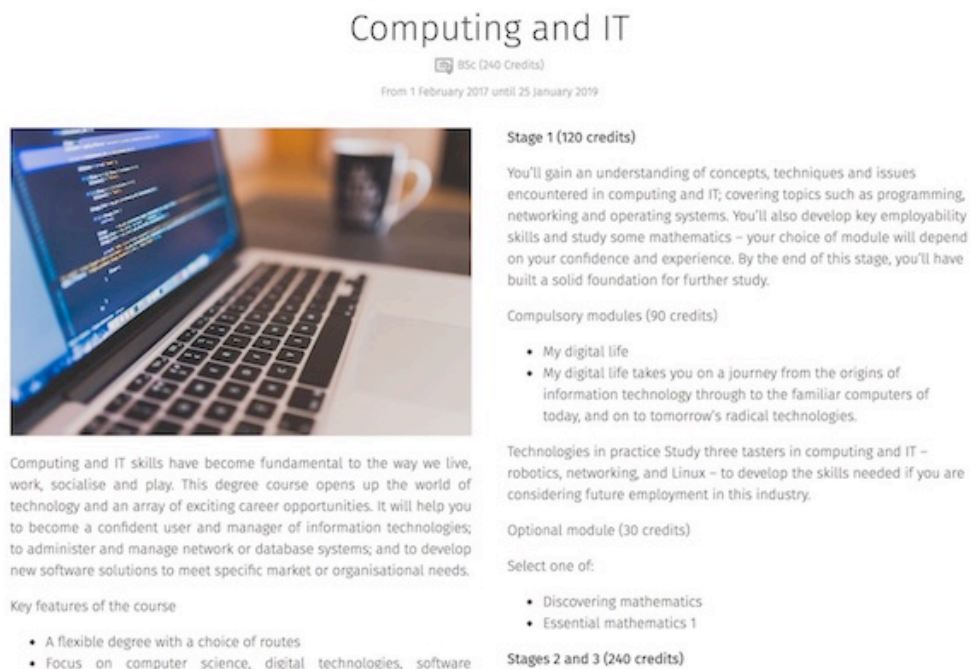 Computing and IT
BSc (240 Credits)
From 1 February 2017 until 25 January 2019
Computing and IT skills have become fundamental to the way we live,
work, socialise and play. This degree course opens up the world of
technology and an array of exciting career opportunities. It will help you
to become a confident user and manager of information technologies;
to administer and manage network or database systems; and to develop
new software solutions to meet specific market or organisational needs.
Key features of the course
• A flexible degree with a choice of routes
• Focus on computer science, digital technologies, software
Stage 1 (120 credits)
You'll gain an understanding of concepts, techniques and issues
encountered in computing and IT; covering topics such as programming,
networking and operating systems. You'll also develop key employability
skills and study some mathematics – your choice of module will depend
on your confidence and experience. By the end of this stage, you'll have
built a solid foundation for further study.
Compulsory modules (90 credits)
• My digital life
• My digital life takes you on a journey from the origins of
information technology through to the familiar computers of
today, and on to tomorrow's radical technologies.
Technologies in practice Study three tasters in computing and IT –
robotics, networking, and Linux – to develop the skills needed if you are
considering future employment in this industry.
Optional module (30 credits)
Select one of:
• Discovering mathematics
• Essential mathematics 1
Stages 2 and 3 (240 credits)